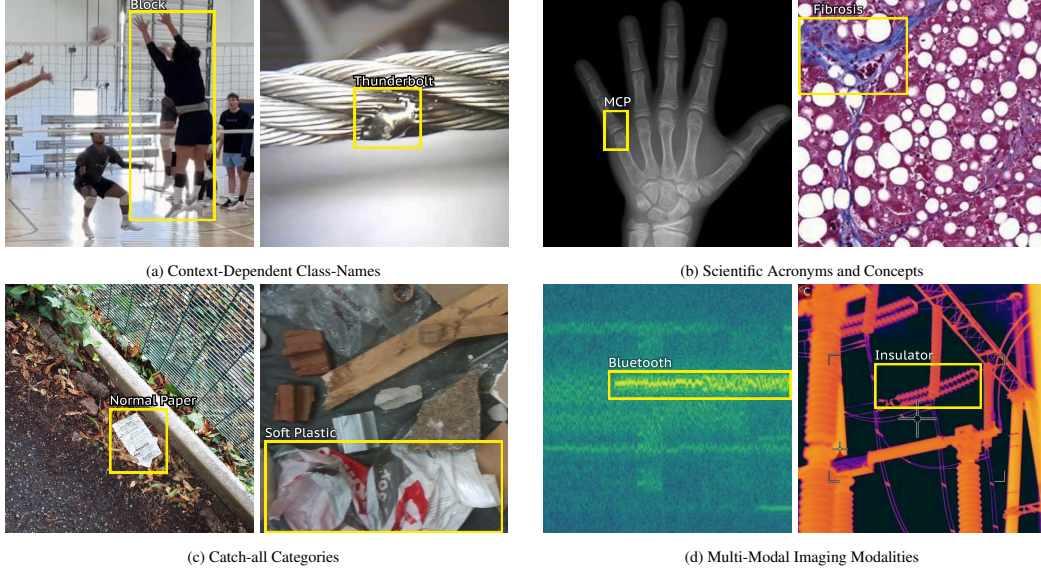 Block
Thunderbolt
MCP
Fibrosis
(a) Context-Dependent Class-Names
(b) Scientific Acronyms and Concepts
Normal Paper
Soft Plastic
Bluetooth
°C
Insulator
(c) Catch-all Categories
(d) Multi-Modal Imaging Modalities